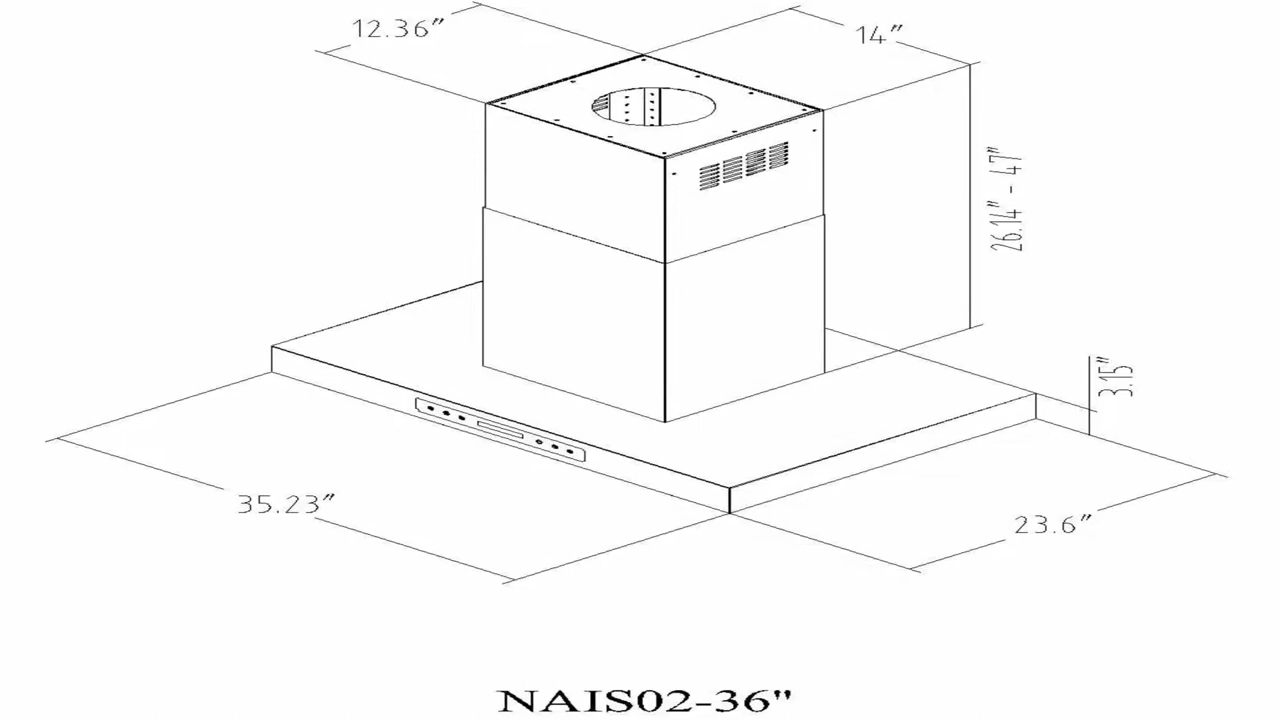 12.36"
14"
26.14" - 47"
3.15"
35.23"
23.6"
NAIS02-36"